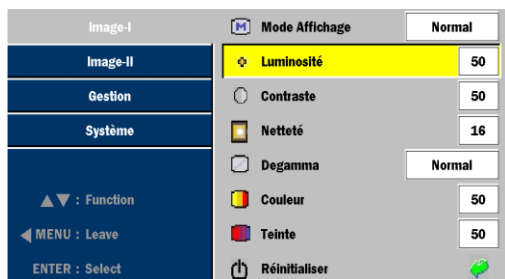 Image-I
Image-II
Gestion
Système
▲▼ : Function
◀ MENU : Leave
ENTER : Select
Mode Affichage Normal
Luminosité 50
Contraste 50
Netteté 16
Degamma Normal
Couleur 50
Teinte 50
Réinitialiser